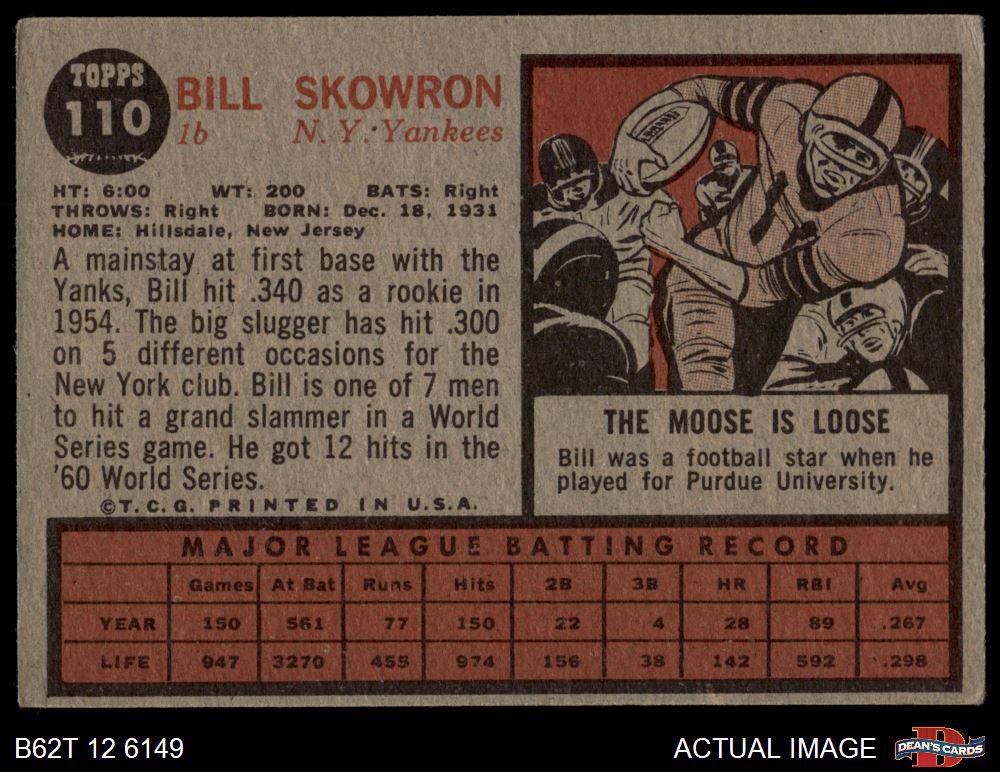 TOPPS
110
BILL SKOWRON
1b N. Y. Yankees
HT: 6:00 WT: 200 BATS: Right
THROWS: Right BORN: Dec. 18, 1931
HOME: Hillsdale, New Jersey
A mainstay at first base with the
Yanks, Bill hit .340 as a rookie in
1954. The big slugger has hit .300
on 5 different occasions for the
New York club. Bill is one of 7 men
to hit a grand slammer in a World
Series game. He got 12 hits in the
'60 World Series.
©T.C.G. PRINTED IN U.S.A.
THE MOOSE IS LOOSE
Bill was a football star when he
played for Purdue University.
MAJOR LEAGUE BATTING RECORD
Games At Bat Runs Hits 2B 3B HR RBI Avg
YEAR 150 561 77 150 22 4 28 89 .267
LIFE 947 3270 455 974 156 38 142 592 .298
B62T 12 6149
ACTUAL IMAGE
D
DEAN'S CARDS